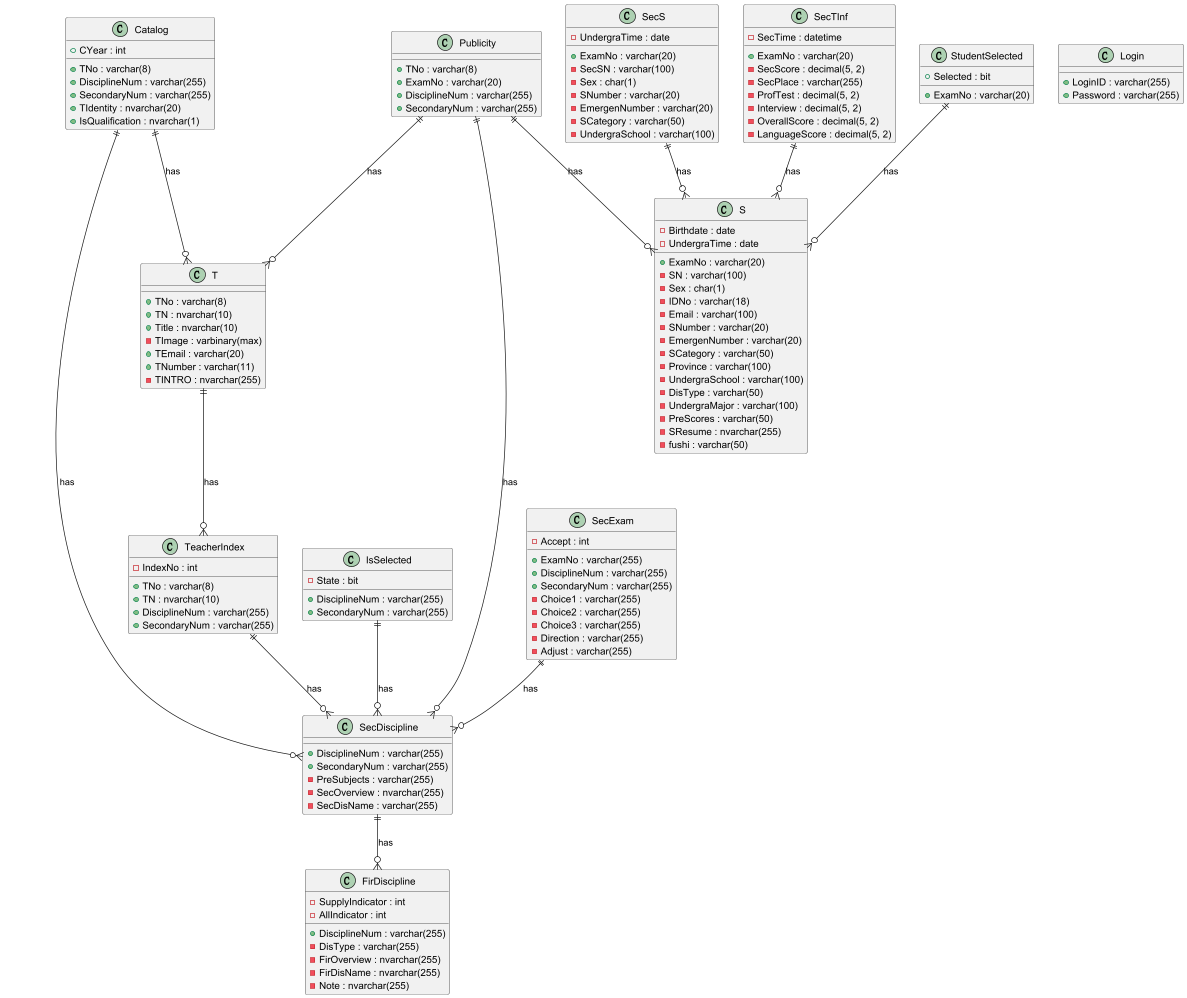 C Catalog
CYear : int
TNo : varchar(8)
DisciplineNum : varchar(255)
SecondaryNum : varchar(255)
TIdentity : nvarchar(20)
IsQualification : nvarchar(1)
C Publicity
TNo : varchar(8)
ExamNo : varchar(20)
DisciplineNum : varchar(255)
SecondaryNum : varchar(255)
C SecS
UndergraTime : date
ExamNo : varchar(20)
SecSN : varchar(100)
Sex : char(1)
SNumber : varchar(20)
EmergenNumber : varchar(20)
SCategory : varchar(50)
UndergraSchool : varchar(100)
C SecTInf
SecTime : datetime
ExamNo : varchar(20)
SecScore : decimal(5, 2)
SecPlace : varchar(255)
ProfTest : decimal(5, 2)
Interview : decimal(5, 2)
OverallScore : decimal(5, 2)
LanguageScore : decimal(5, 2)
C StudentSelected
Selected : bit
ExamNo : varchar(20)
C Login
LoginID : varchar(255)
Password : varchar(255)
has
has
has
has
has
has
C T
TNo : varchar(8)
TN : nvarchar(10)
Title : nvarchar(10)
TImage : varbinary(max)
TEmail : varchar(20)
TNumber : varchar(11)
TINTRO : nvarchar(255)
C S
Birthdate : date
UndergraTime : date
ExamNo : varchar(20)
SN : varchar(100)
Sex : char(1)
IDNo : varchar(18)
Email : varchar(100)
SNumber : varchar(20)
EmergenNumber : varchar(20)
SCategory : varchar(50)
Province : varchar(100)
UndergraSchool : varchar(100)
DisType : varchar(50)
UndergraMajor : varchar(100)
PreScores : varchar(50)
SResume : nvarchar(255)
fushi : varchar(50)
has
has
has
C TeacherIndex
IndexNo : int
TNo : varchar(8)
TN : nvarchar(10)
DisciplineNum : varchar(255)
SecondaryNum : varchar(255)
C IsSelected
State : bit
DisciplineNum : varchar(255)
SecondaryNum : varchar(255)
C SecExam
Accept : int
ExamNo : varchar(255)
DisciplineNum : varchar(255)
SecondaryNum : varchar(255)
Choice1 : varchar(255)
Choice2 : varchar(255)
Choice3 : varchar(255)
Direction : varchar(255)
Adjust : varchar(255)
has
has
has
C SecDiscipline
DisciplineNum : varchar(255)
SecondaryNum : varchar(255)
PreSubjects : varchar(255)
SecOverview : nvarchar(255)
SecDisName : varchar(255)
has
C FirDiscipline
SupplyIndicator : int
AllIndicator : int
DisciplineNum : varchar(255)
DisType : varchar(255)
FirOverview : nvarchar(255)
FirDisName : nvarchar(255)
Note : nvarchar(255)